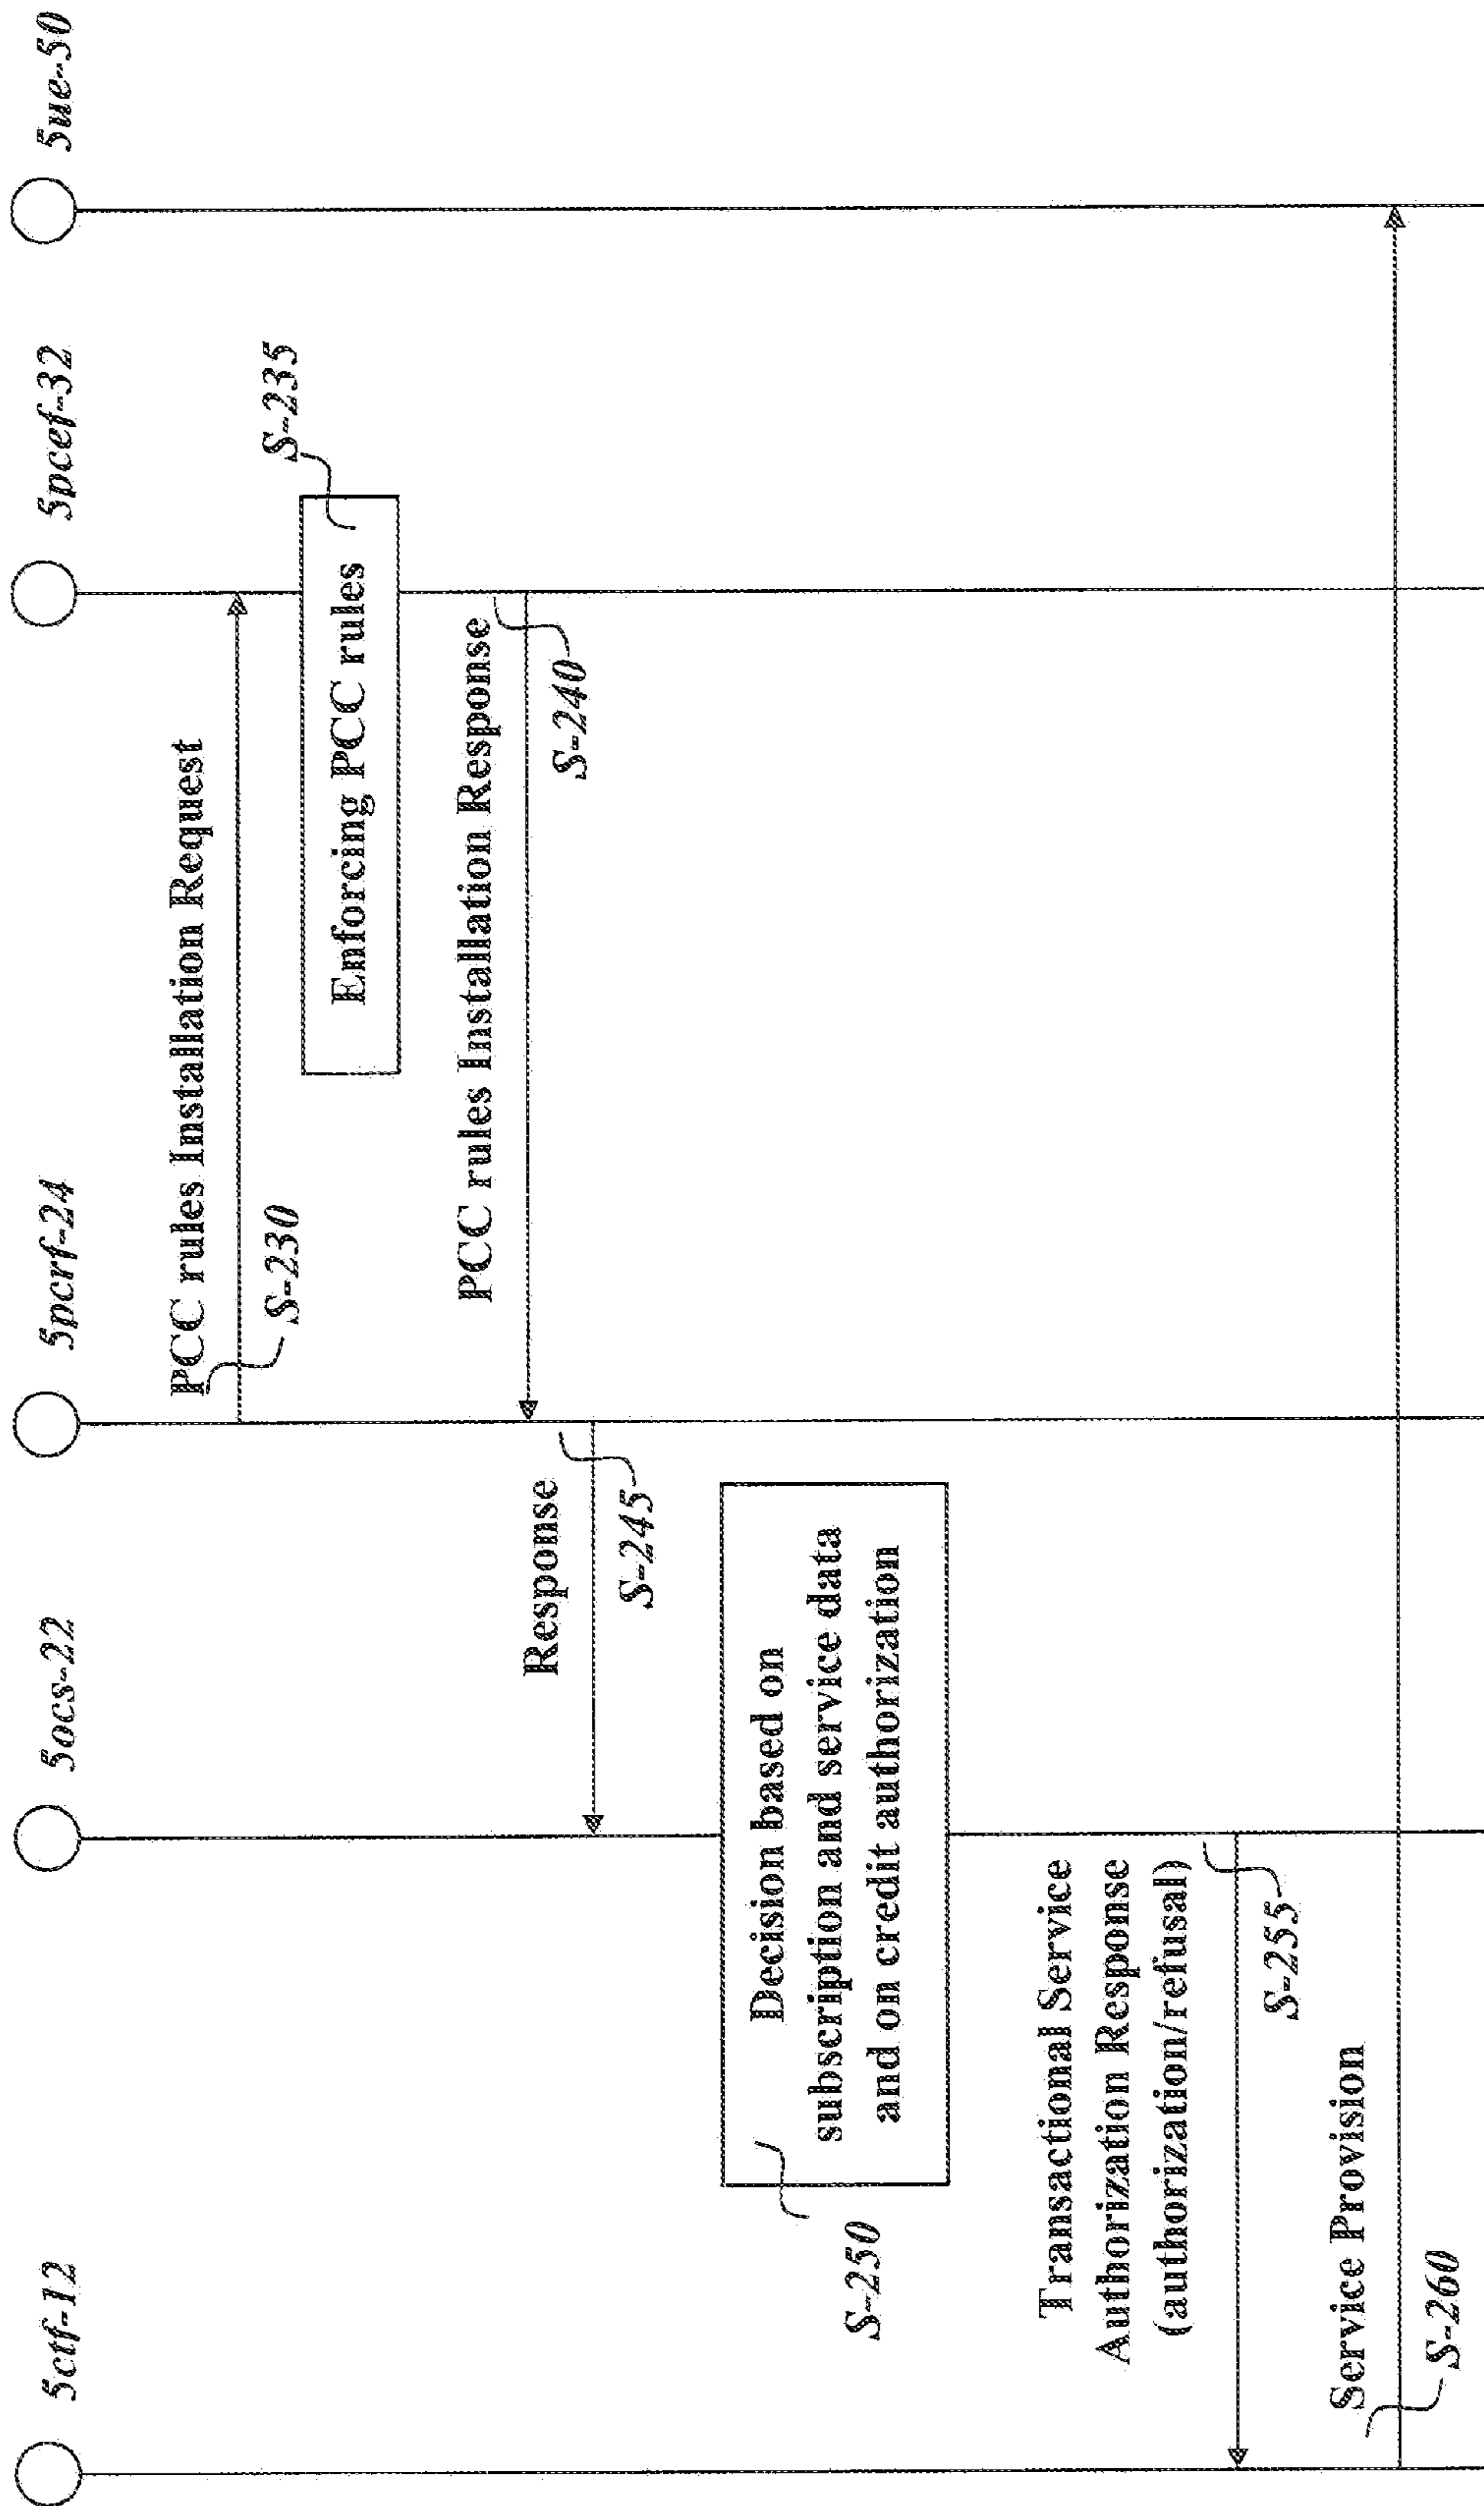 5ctf-12
5ocs-22
5pcrf-24
5pcef-32
5ue-50
PCC rules Installation Request
S-230
Enforcing PCC rules
S-235
PCC rules Installation Response
S-240
Response
S-245
Decision based on
subscription and service data
and on credit authorization
S-250
Transactional Service
Authorization Response
(authorization/refusal)
S-255
Service Provision
S-260